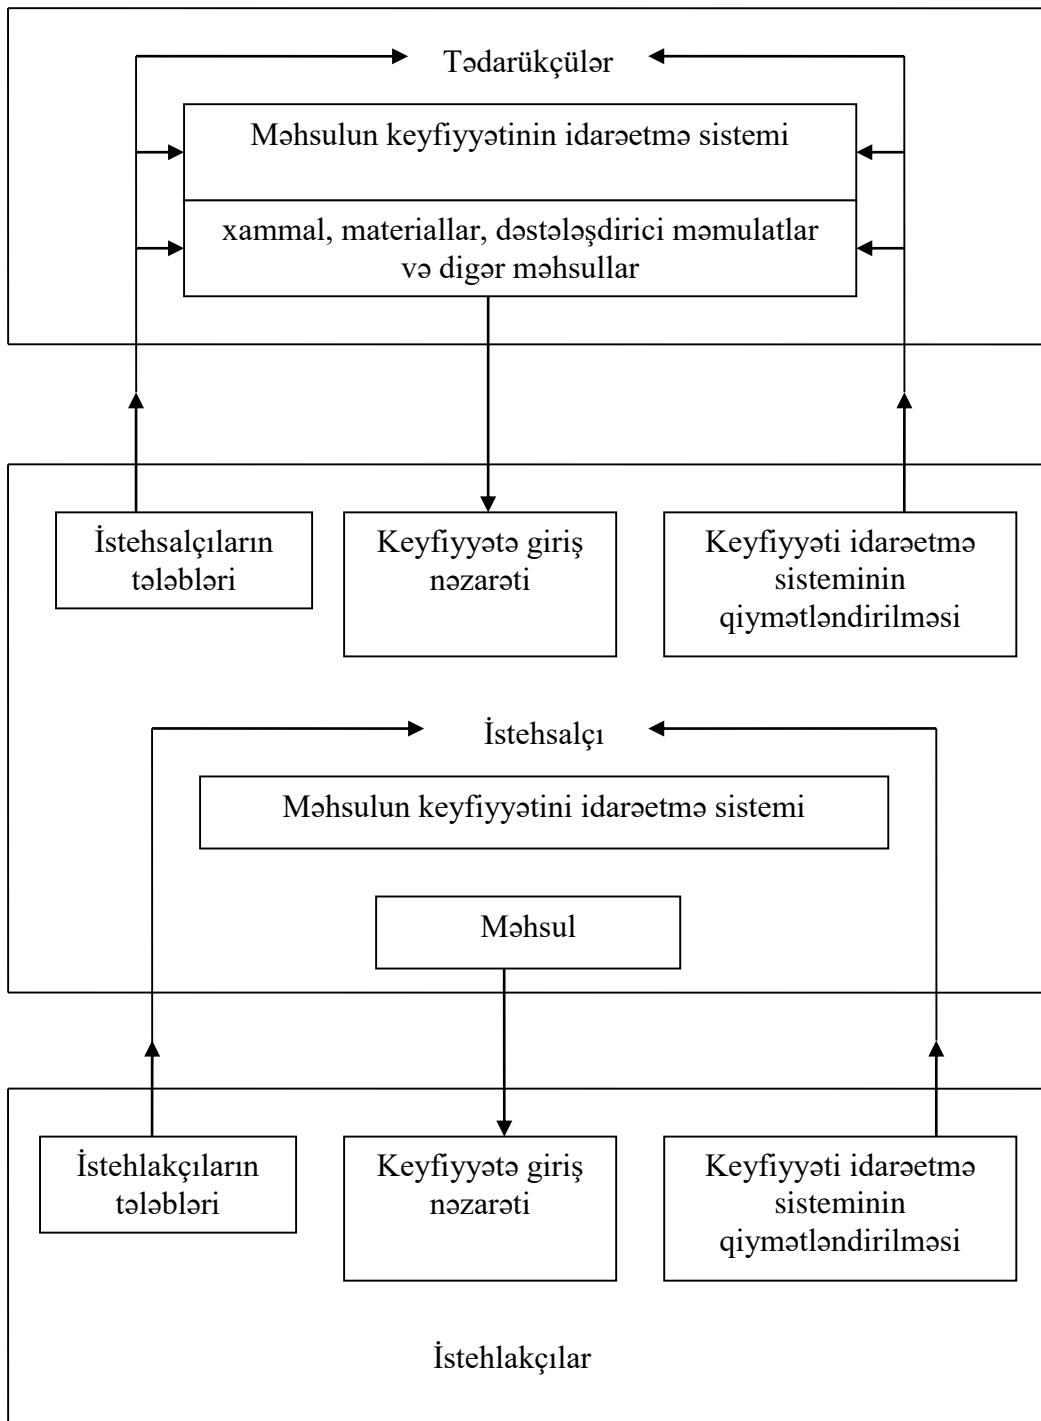 Tədarükçülər
Məhsulun keyfiyyətinin idarəetmə sistemi
xammal, materiallar, dəstələşdirici məmulatlar
və digər məhsullar
İstehsalçıların
tələbləri
Keyfiyyətə giriş
nəzarəti
Keyfiyyəti idarəetmə
sisteminin
qiymətləndirilməsi
İstehsalçı
Məhsulun keyfiyyətini idarəetmə sistemi
Məhsul
İstehlakçıların
tələbləri
Keyfiyyətə giriş
nəzarəti
Keyfiyyəti idarəetmə
sisteminin
qiymətləndirilməsi
İstehlakçılar